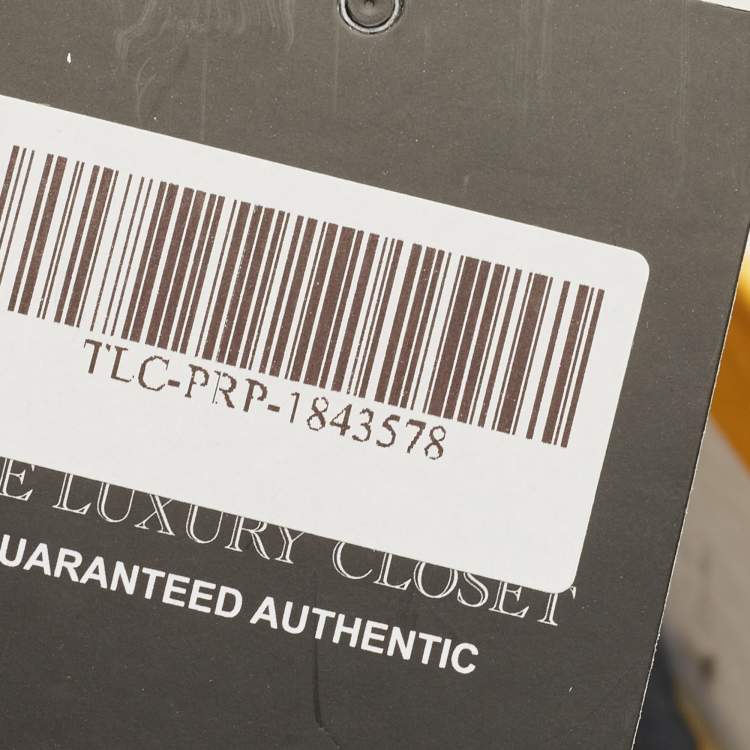 TLC-PRP-1843578
E LUXURY CLOSET
UARANTEED AUTHENTIC